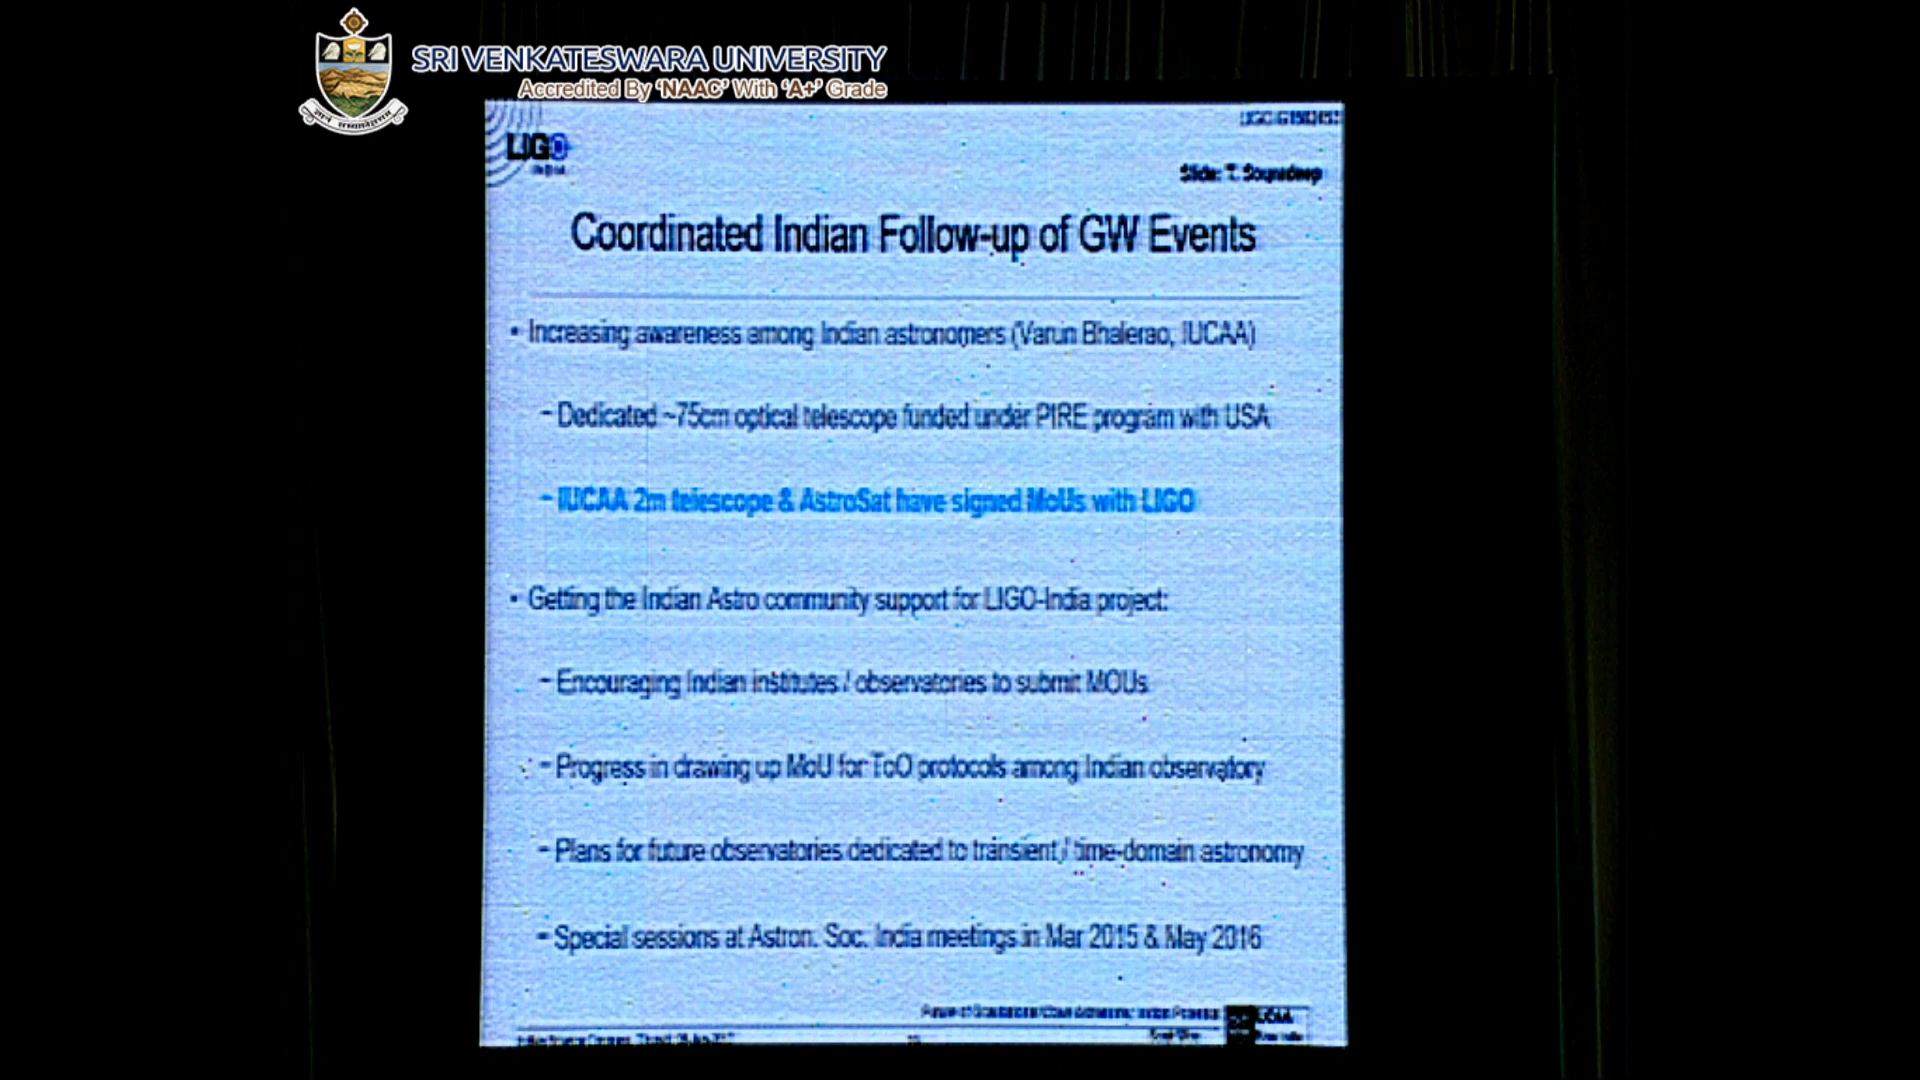 SRI VENKATESWARA UNIVERSITY
Accredited By ‘NAAC’ With ‘A+’ Grade
LIGO
INDIA
Slide: T. Souradeep
Coordinated Indian Follow-up of GW Events
• Increasing awareness among Indian astronomers (Varun Bhalerao, IUCAA)
– Dedicated ~75cm optical telescope funded under PIRE program with USA
– IUCAA 2m telescope & AstroSat have signed MoUs with LIGO
• Getting the Indian Astro community support for LIGO-India project:
– Encouraging Indian institutes / observatories to submit MOUs
– Progress in drawing up MoU for ToO protocols among Indian observatory
– Plans for future observatories dedicated to transient / time-domain astronomy
– Special sessions at Astron. Soc. India meetings in Mar 2015 & May 2016
IUCAA